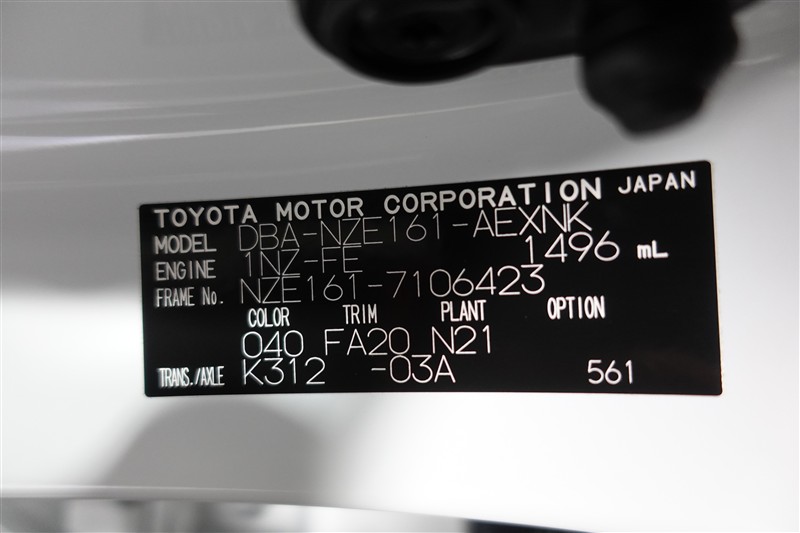 TOYOTA MOTOR CORPORATION JAPAN
MODEL DBA-NZE161-AEXNK
ENGINE 1NZ-FE 1496 mL
FRAME No. NZE161-7106423
COLOR TRIM PLANT OPTION
040 FA20 N21
TRANS./AXLE K312 -03A 561